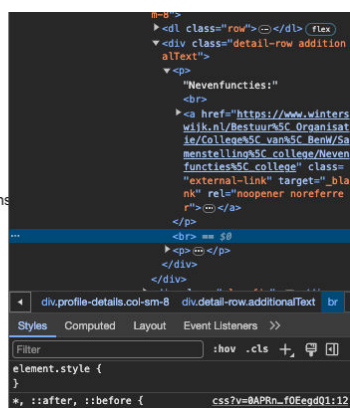 m-8">
▶<dl class="row">⋯</dl> flex
▼<div class="detail-row addition
alText">
▼<p>
"Nevenfuncties:"
<br>
▶<a href="https://www.winters
wijk.nl/Bestuur%5C_Organisat
ie/College%5C_van%5C_BenW/Sa
menstelling%5C_college/Neven
functies%5C_college" class=
"external-link" target="_bla
nk" rel="noopener noreferre
r">⋯</a>
</p>
<br> == $0
▶<p>⋯</p>
</div>
</div>
div.profile-details.col-sm-8 div.detail-row.additionalText br
Styles Computed Layout Event Listeners >>
Filter :hov .cls +
element.style {
}
*, ::after, ::before { css?v=0APRn…fOEegdQ1:12